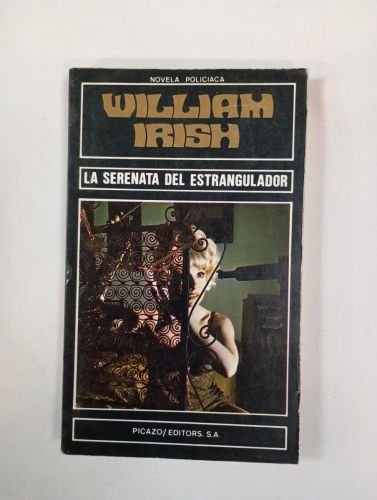 NOVELA POLICIACA
WILLIAM
IRISH
LA SERENATA DEL ESTRANGULADOR
PICAZO/EDITORS, S.A.